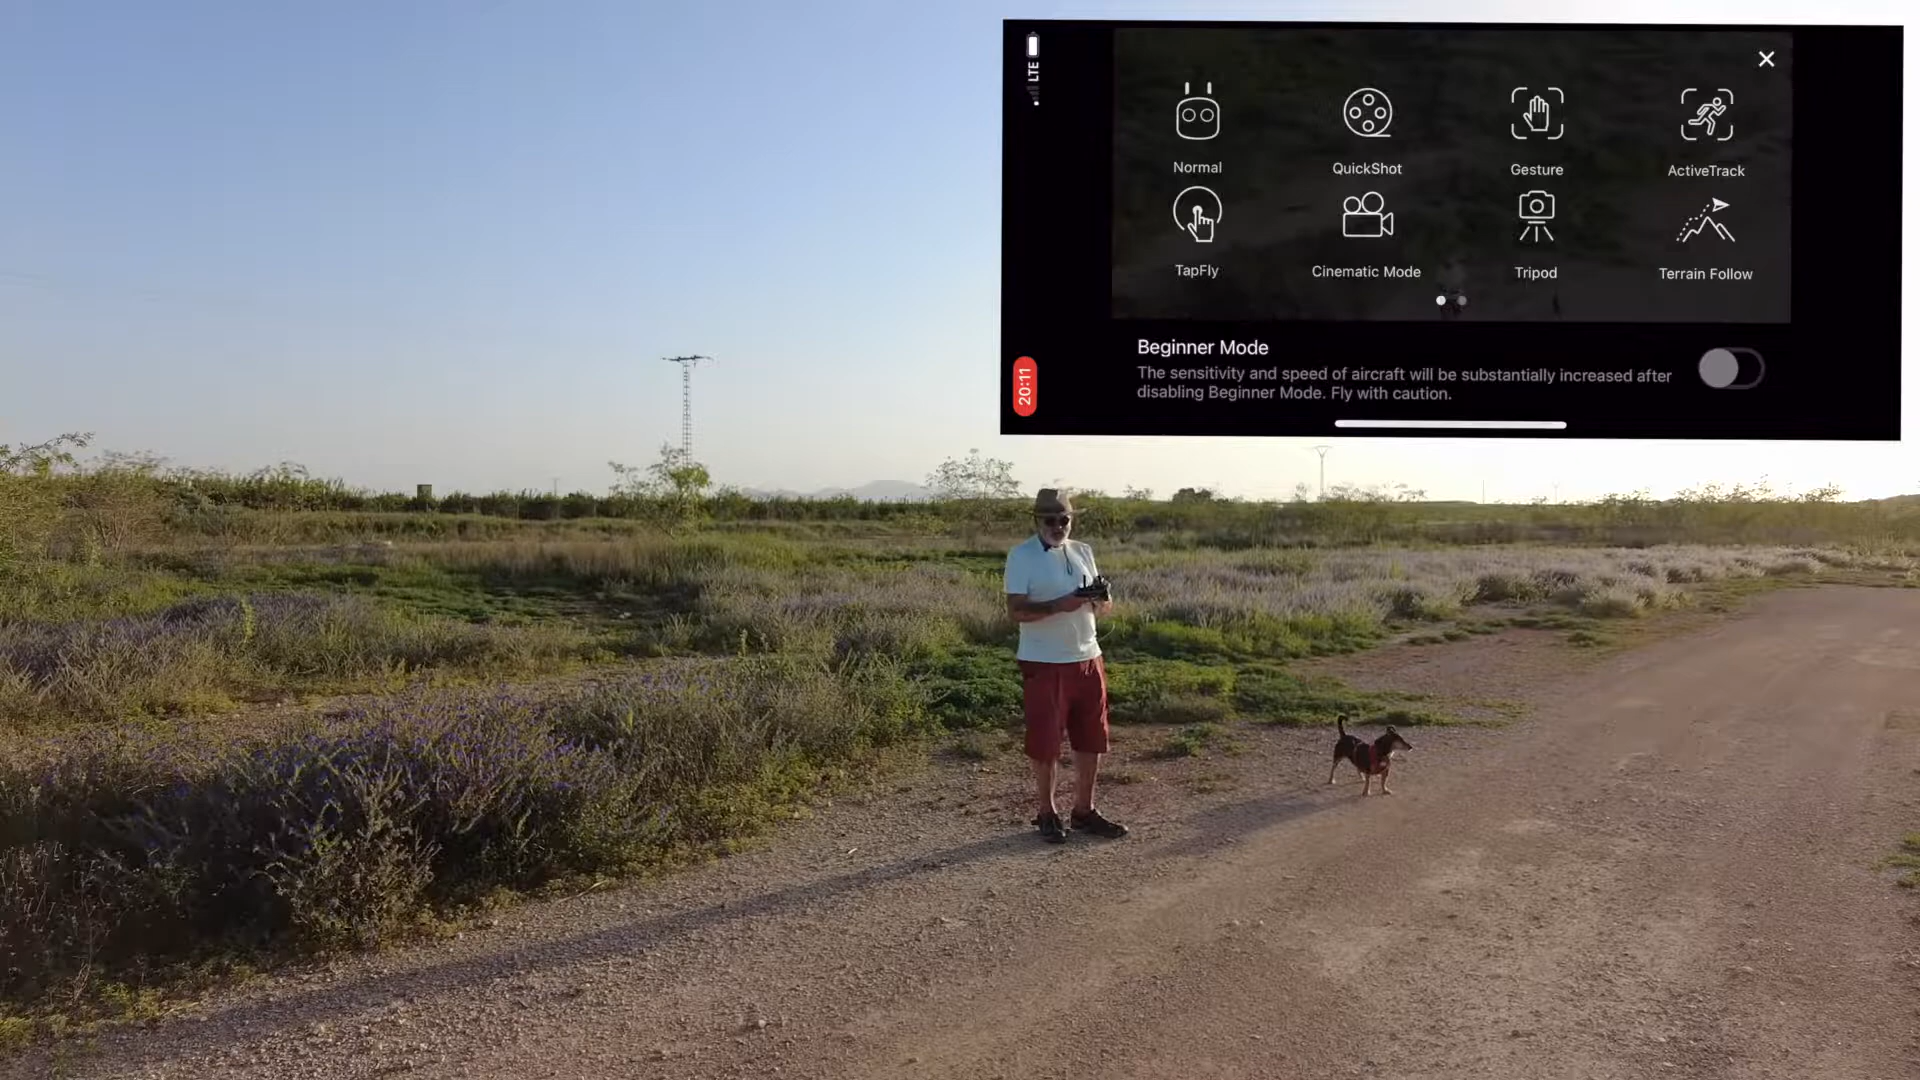 LTE
Normal
QuickShot
Gesture
ActiveTrack
TapFly
Cinematic Mode
Tripod
Terrain Follow
20:11
Beginner Mode
The sensitivity and speed of aircraft will be substantially increased after
disabling Beginner Mode. Fly with caution.